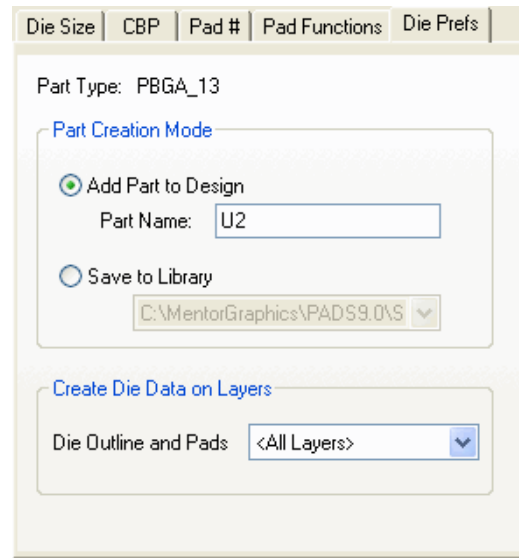 Die Size CBP Pad # Pad Functions Die Prefs
Part Type: PBGA_13
Part Creation Mode
Add Part to Design
Part Name: U2
Save to Library
C:\MentorGraphics\PADS9.0\S
Create Die Data on Layers
Die Outline and Pads <All Layers>